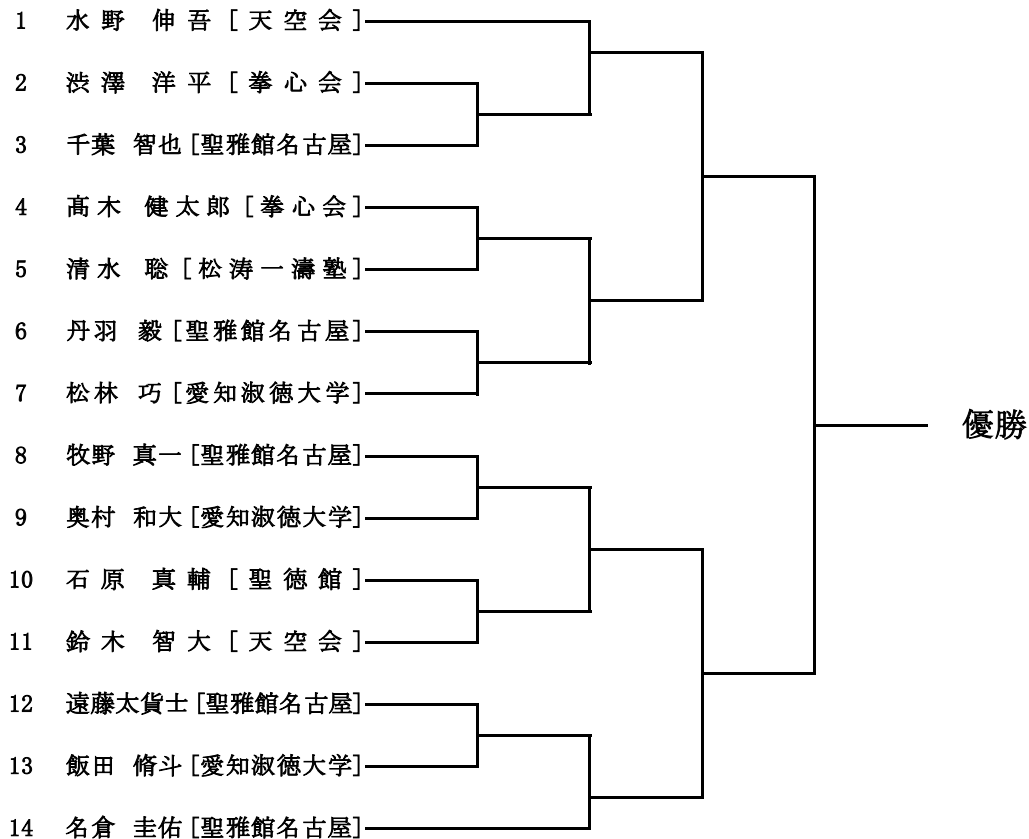 1 水野 伸吾 [天空会]
2 渋澤 洋平 [拳心会]
3 千葉 智也 [聖雅館名古屋]
4 髙木 健太郎 [拳心会]
5 清水 聡 [松涛一濤塾]
6 丹羽 毅 [聖雅館名古屋]
7 松林 巧 [愛知淑徳大学]
優勝
8 牧野 真一 [聖雅館名古屋]
9 奥村 和大 [愛知淑徳大学]
10 石原 真輔 [聖徳館]
11 鈴木 智大 [天空会]
12 遠藤太貨士 [聖雅館名古屋]
13 飯田 脩斗 [愛知淑徳大学]
14 名倉 圭佑 [聖雅館名古屋]